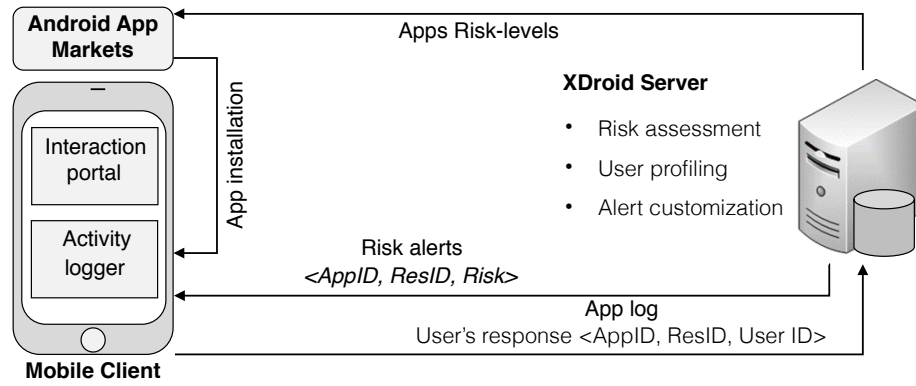 Android App
Markets
Apps Risk-levels
XDroid Server
• Risk assessment
• User profiling
• Alert customization
Interaction
portal
Activity
logger
App installation
Risk alerts
<AppID, ResID, Risk>
App log
User's response <AppID, ResID, User ID>
Mobile Client